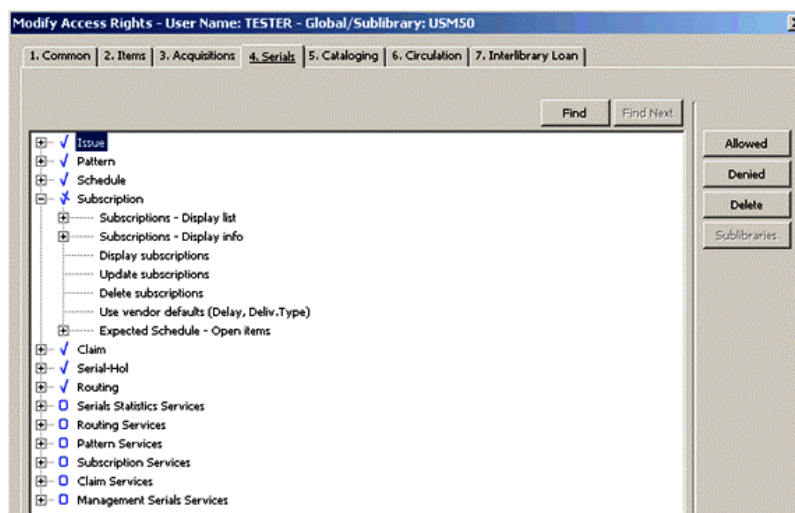 Modify Access Rights - User Name: TESTER - Global/Sublibrary: USM50
1. Common 2. Items 3. Acquisitions 4. Serials 5. Cataloging 6. Circulation 7. Interlibrary Loan
Find Find Next
Issue
Pattern
Schedule
Subscription
Subscriptions - Display list
Subscriptions - Display info
Display subscriptions
Update subscriptions
Delete subscriptions
Use vendor defaults (Delay, Deliv.Type)
Expected Schedule - Open items
Claim
Serial-Hol
Routing
Serials Statistics Services
Routing Services
Pattern Services
Subscription Services
Claim Services
Management Serials Services
Allowed
Denied
Delete
Sublibraries